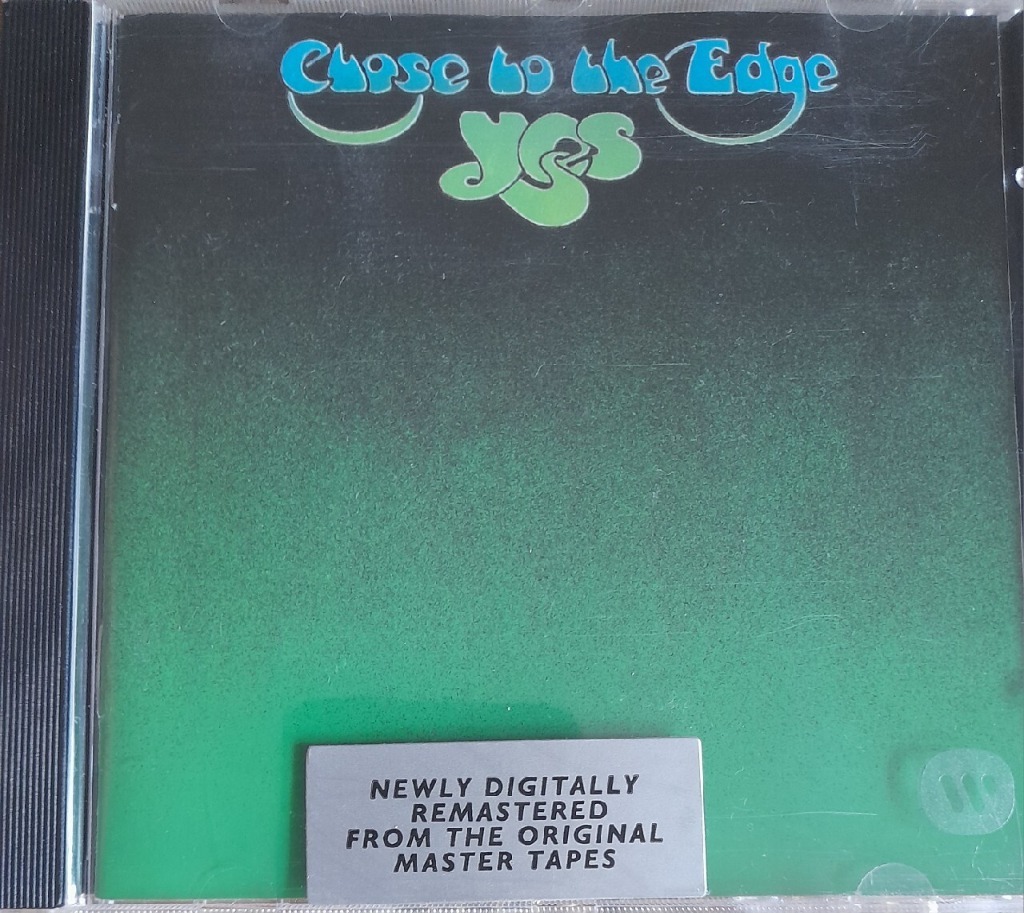 Close to the Edge
yes
NEWLY DIGITALLY
REMASTERED
FROM THE ORIGINAL
MASTER TAPES